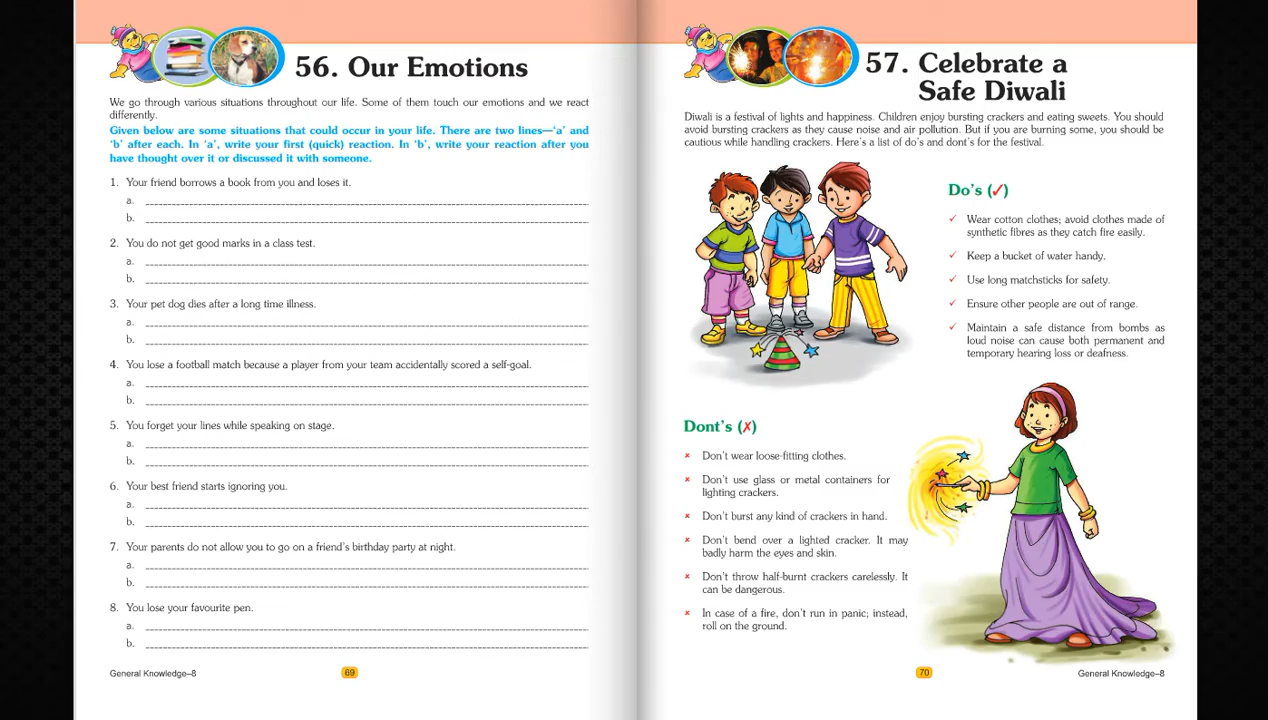 56. Our Emotions
We go through various situations throughout our life. Some of them touch our emotions and we react
differently.
Given below are some situations that could occur in your life. There are two lines—‘a’ and
‘b’ after each. In ‘a’, write your first (quick) reaction. In ‘b’, write your reaction after you
have thought over it or discussed it with someone.
1. Your friend borrows a book from you and loses it.
a.
b.
2. You do not get good marks in a class test.
a.
b.
3. Your pet dog dies after a long time illness.
a.
b.
4. You lose a football match because a player from your team accidentally scored a self-goal.
a.
b.
5. You forget your lines while speaking on stage.
a.
b.
6. Your best friend starts ignoring you.
a.
b.
7. Your parents do not allow you to go on a friend’s birthday party at night.
a.
b.
8. You lose your favourite pen.
a.
b.
General Knowledge–8
69
57. Celebrate a
Safe Diwali
Diwali is a festival of lights and happiness. Children enjoy bursting crackers and eating sweets. You should
avoid bursting crackers as they cause noise and air pollution. But if you are burning some, you should be
cautious while handling crackers. Here’s a list of do’s and dont’s for the festival.
Do’s (✓)
✓ Wear cotton clothes; avoid clothes made of
synthetic fibres as they catch fire easily.
✓ Keep a bucket of water handy.
✓ Use long matchsticks for safety.
✓ Ensure other people are out of range.
✓ Maintain a safe distance from bombs as
loud noise can cause both permanent and
temporary hearing loss or deafness.
Dont’s (✗)
✗ Don’t wear loose-fitting clothes.
✗ Don’t use glass or metal containers for
lighting crackers.
✗ Don’t burst any kind of crackers in hand.
✗ Don’t bend over a lighted cracker. It may
badly harm the eyes and skin.
✗ Don’t throw half-burnt crackers carelessly. It
can be dangerous.
✗ In case of a fire, don’t run in panic; instead,
roll on the ground.
70
General Knowledge–8